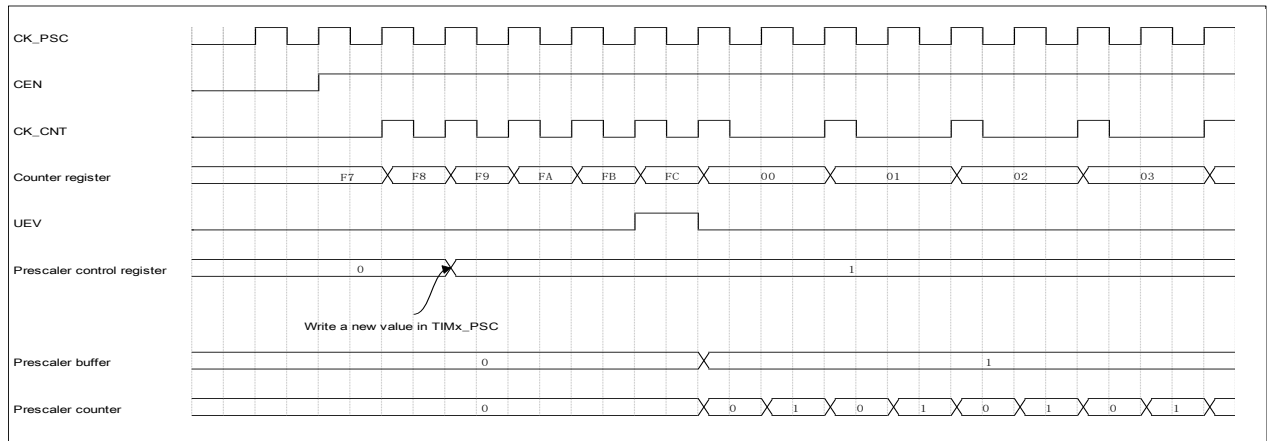 CK_PSC
CEN
CK_CNT
Counter register F7 F8 F9 FA FB FC 00 01 02 03
UEV
Prescaler control register 0 1
Write a new value in TIMx_PSC
Prescaler buffer 0 1
Prescaler counter 0 0 1 0 1 0 1 0 1